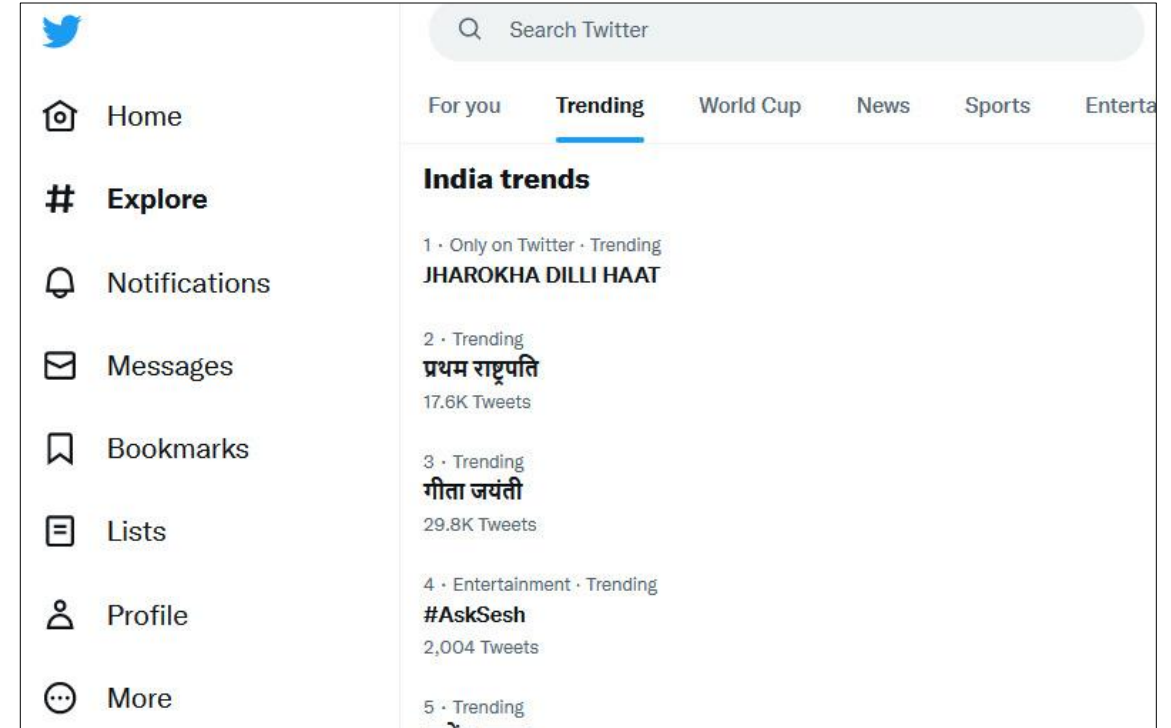 Search Twitter
Home
Explore
Notifications
Messages
Bookmarks
Lists
Profile
More
For you Trending World Cup News Sports Enterta
India trends
1 · Only on Twitter · Trending
JHAROKHA DILLI HAAT
2 · Trending
प्रथम राष्ट्रपति
17.6K Tweets
3 · Trending
गीता जयंती
29.8K Tweets
4 · Entertainment · Trending
#AskSesh
2,004 Tweets
5 · Trending